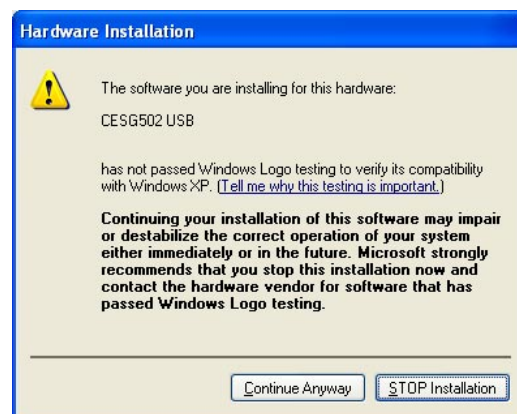 Hardware Installation
The software you are installing for this hardware:
CESG502 USB
has not passed Windows Logo testing to verify its compatibility
with Windows XP. (Tell me why this testing is important.)
Continuing your installation of this software may impair
or destabilize the correct operation of your system
either immediately or in the future. Microsoft strongly
recommends that you stop this installation now and
contact the hardware vendor for software that has
passed Windows Logo testing.
Continue Anyway
STOP Installation